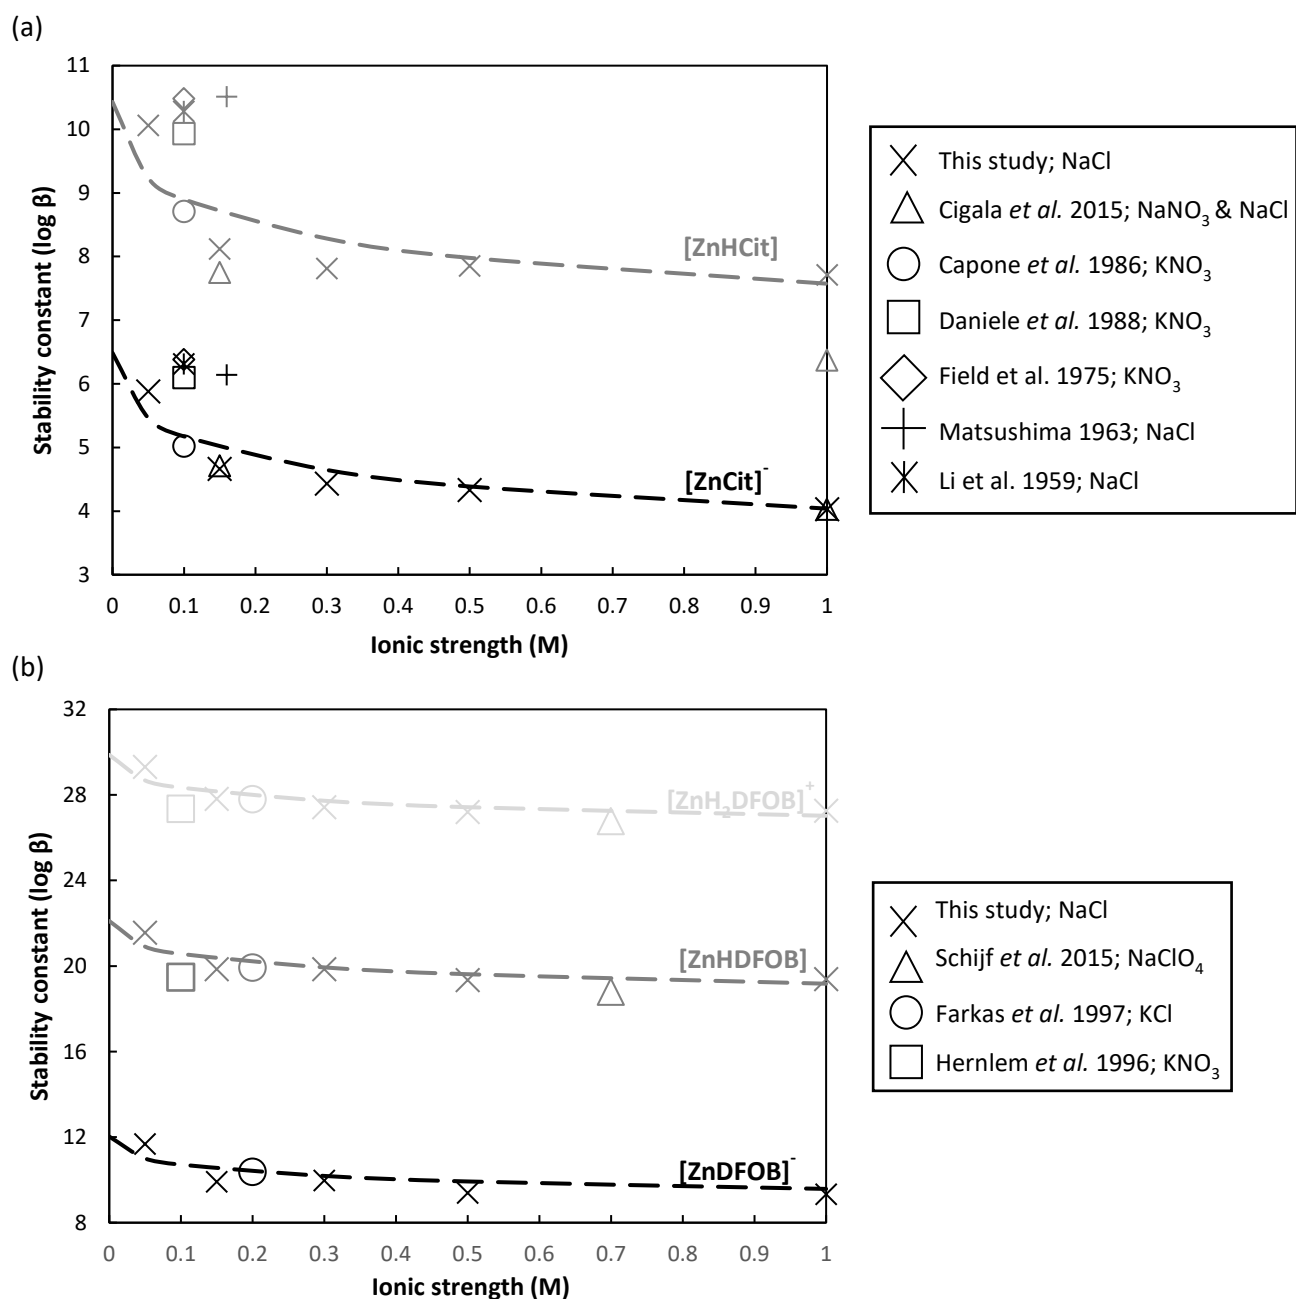 (a)
11
10
9
8
7
6
5
4
3
Stability constant (log β)
[ZnHCit]
[ZnCit]-
0 0.1 0.2 0.3 0.4 0.5 0.6 0.7 0.8 0.9 1
Ionic strength (M)
This study; NaCl
Cigala et al. 2015; NaNO3 & NaCl
Capone et al. 1986; KNO3
Daniele et al. 1988; KNO3
Field et al. 1975; KNO3
Matsushima 1963; NaCl
Li et al. 1959; NaCl
(b)
32
28
24
20
16
12
8
Stability constant (log β)
[ZnH2DFOB]+
[ZnHDFOB]
[ZnDFOB]-
0 0.1 0.2 0.3 0.4 0.5 0.6 0.7 0.8 0.9 1
Ionic strength (M)
This study; NaCl
Schijf et al. 2015; NaClO4
Farkas et al. 1997; KCl
Hernlem et al. 1996; KNO3